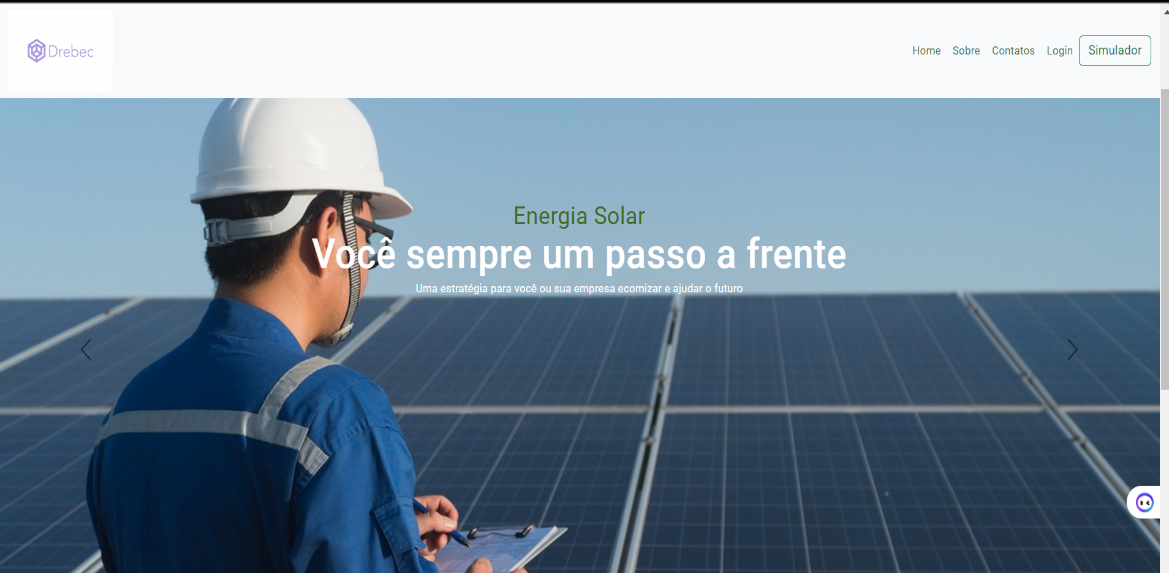 Drebec
Home Sobre Contatos Login Simulador
Energia Solar
Você sempre um passo a frente
Uma estratégia para você ou sua empresa ecomizar e ajudar o futuro